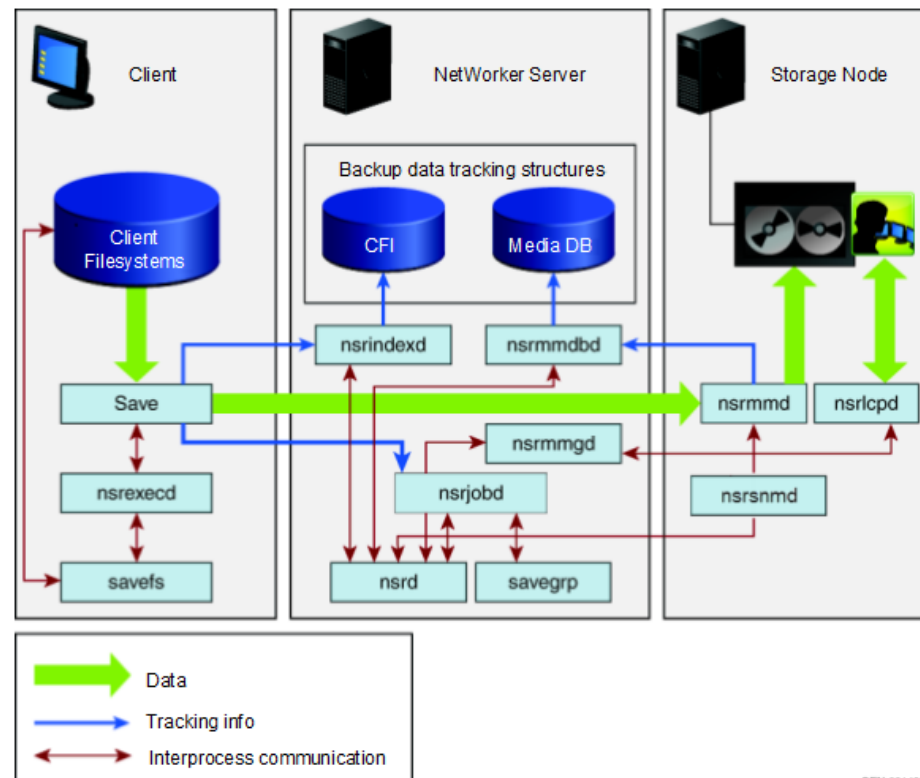 Client
NetWorker Server
Storage Node
Backup data tracking structures
Client
Filesystems
CFI
Media DB
nsrindexd
nsrmmdbd
Save
nsrmmd
nsrlcpd
nsrmmgd
nsrexecd
nsrjobd
nsrsnmd
savefs
nsrd
savegrp
Data
Tracking info
Interprocess communication